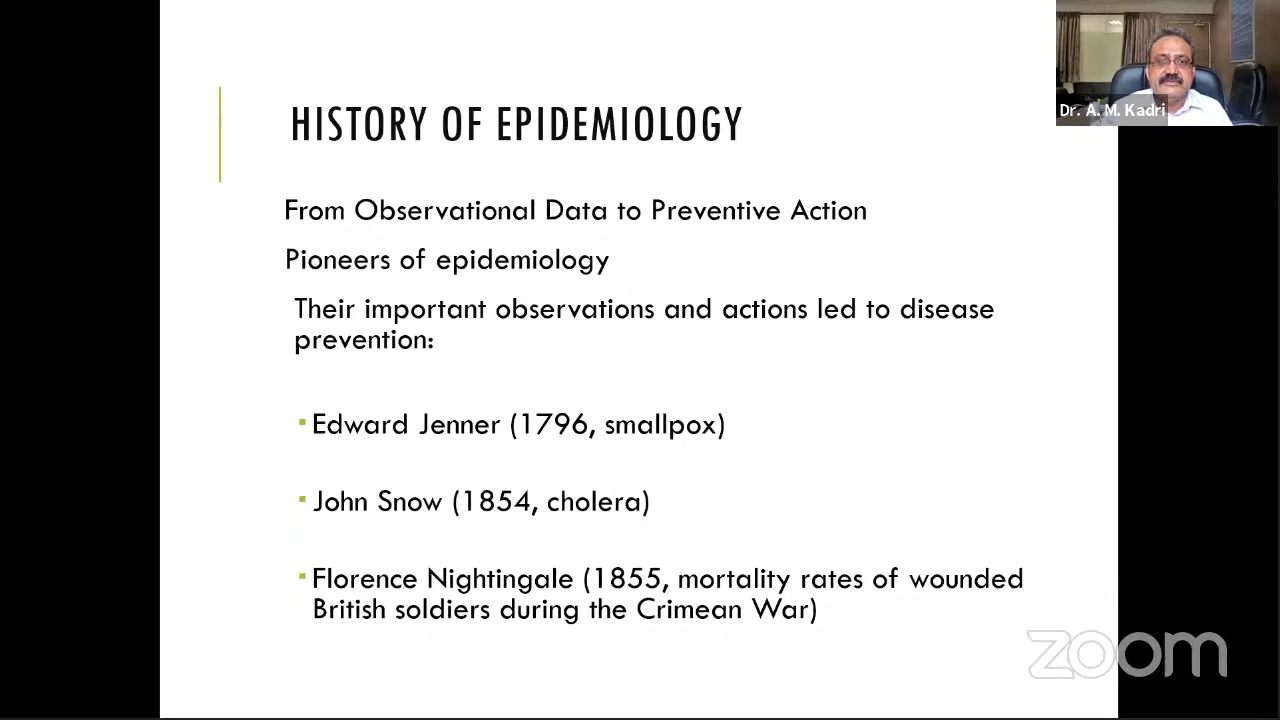 HISTORY OF EPIDEMIOLOGY
Dr. A. M. Kadri
From Observational Data to Preventive Action
Pioneers of epidemiology
Their important observations and actions led to disease
prevention:
Edward Jenner (1796, smallpox)
John Snow (1854, cholera)
Florence Nightingale (1855, mortality rates of wounded
British soldiers during the Crimean War)
zoom